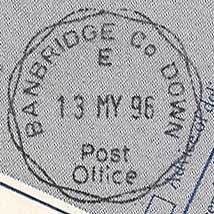 BANBRIDGE Co DOWN
E
13 MY 96
Post
Office